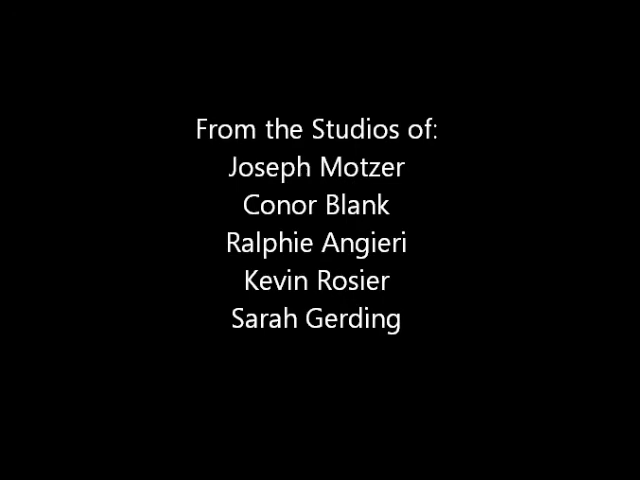 From the Studios of:
Joseph Motzer
Conor Blank
Ralphie Angieri
Kevin Rosier
Sarah Gerding